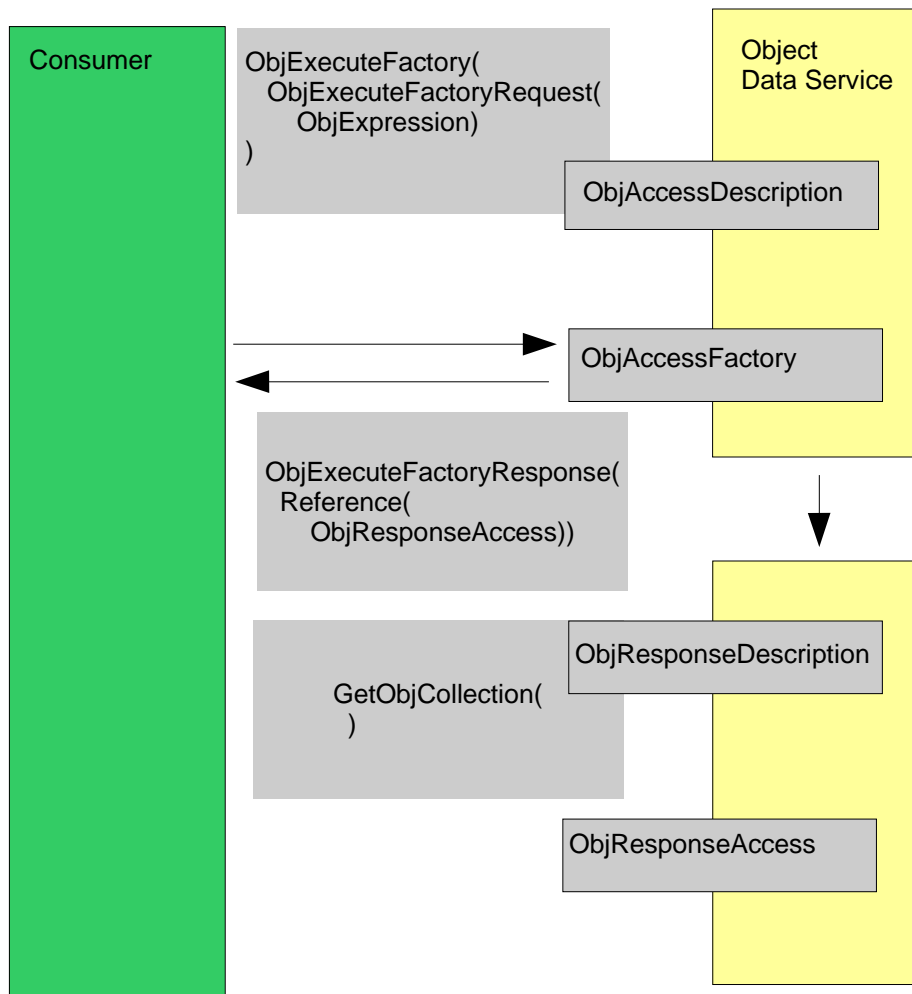 Consumer
ObjExecuteFactory(
ObjExecuteFactoryRequest(
ObjExpression)
)
Object
Data Service
ObjAccessDescription
ObjAccessFactory
ObjExecuteFactoryResponse(
Reference(
ObjResponseAccess))
ObjResponseDescription
GetObjCollection(
)
ObjResponseAccess